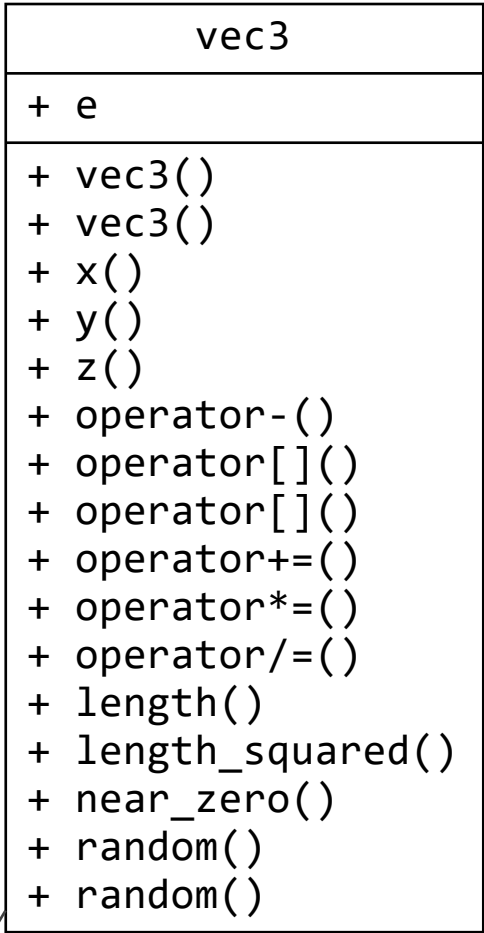 vec3
+ e
+ vec3()
+ vec3()
+ x()
+ y()
+ z()
+ operator-()
+ operator[]()
+ operator[]()
+ operator+=()
+ operator*=()
+ operator/=()
+ length()
+ length_squared()
+ near_zero()
+ random()
+ random()